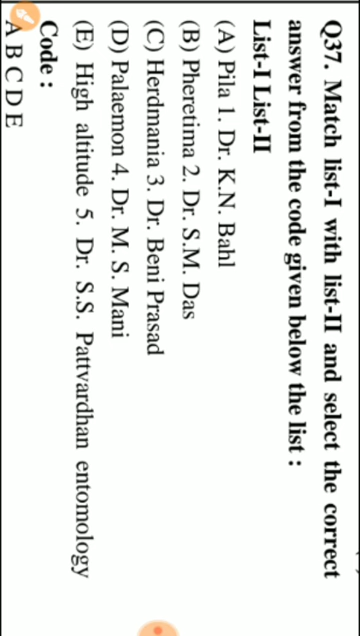 Q37. Match list-I with list-II and select the correct
answer from the code given below the list :
List-I List-II
(A) Pila 1. Dr. K.N. Bahl
(B) Pheretima 2. Dr. S.M. Das
(C) Herdmania 3. Dr. Beni Prasad
(D) Palaemon 4. Dr. M. S. Mani
(E) High altitude 5. Dr. S.S. Pattvardhan entomology
Code :
A B C D E